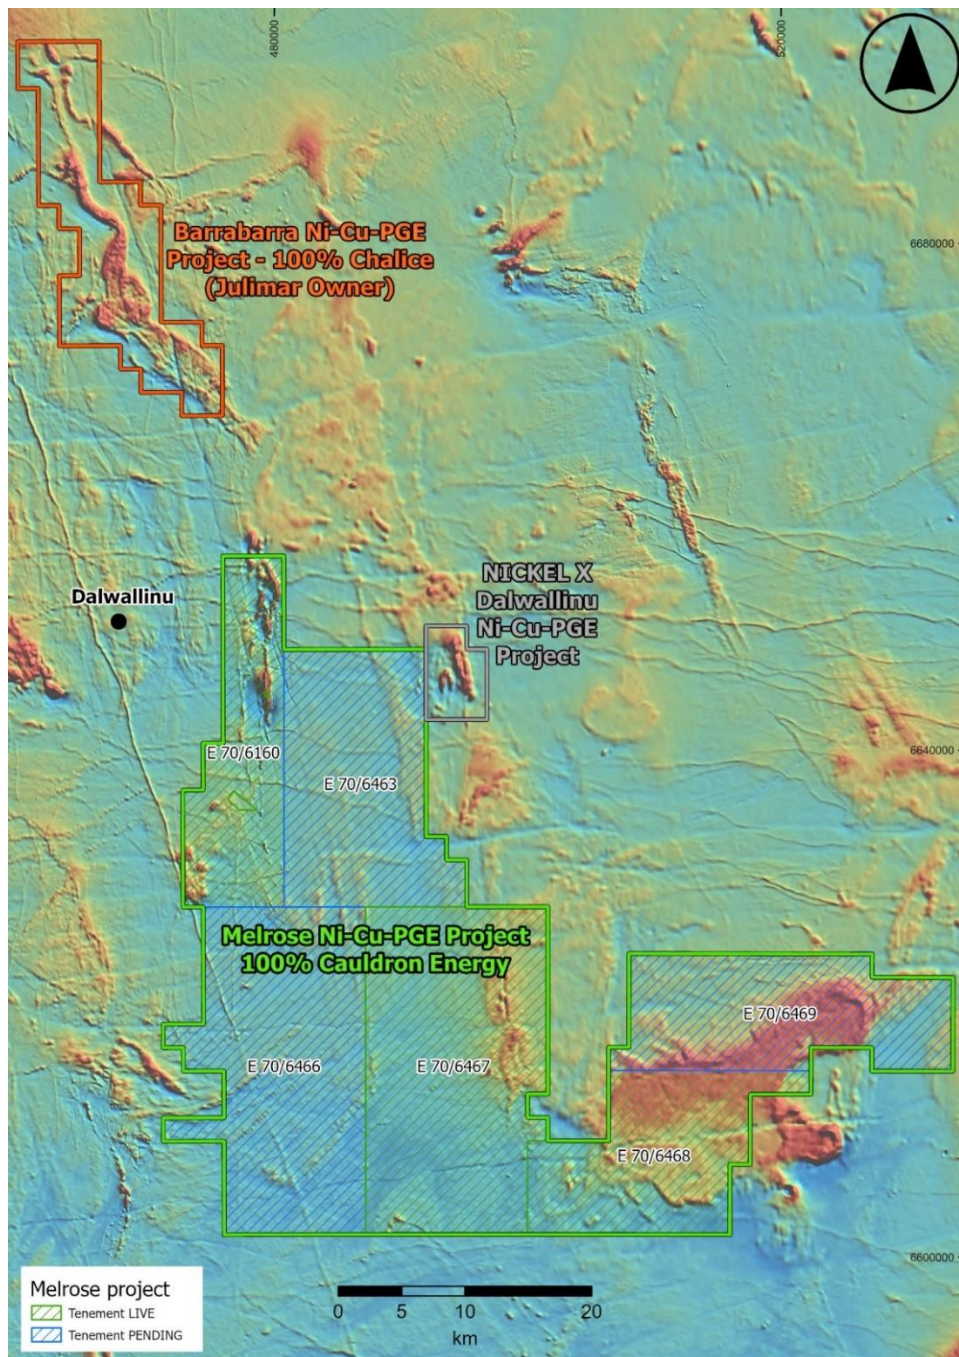 480000
520000
Barrabarra Ni-Cu-PGE
Project - 100% Chalice
(Julimar Owner)
6680000
NICKEL X
Dalwallinu
Ni-Cu-PGE
Project
Dalwallinu
E 70/6160
E 70/6463
6640000
Melrose Ni-Cu-PGE Project
100% Cauldron Energy
E 70/6469
E 70/6466
E 70/6467
E 70/6468
6600000
Melrose project
Tenement LIVE
Tenement PENDING
0 5 10 20
km